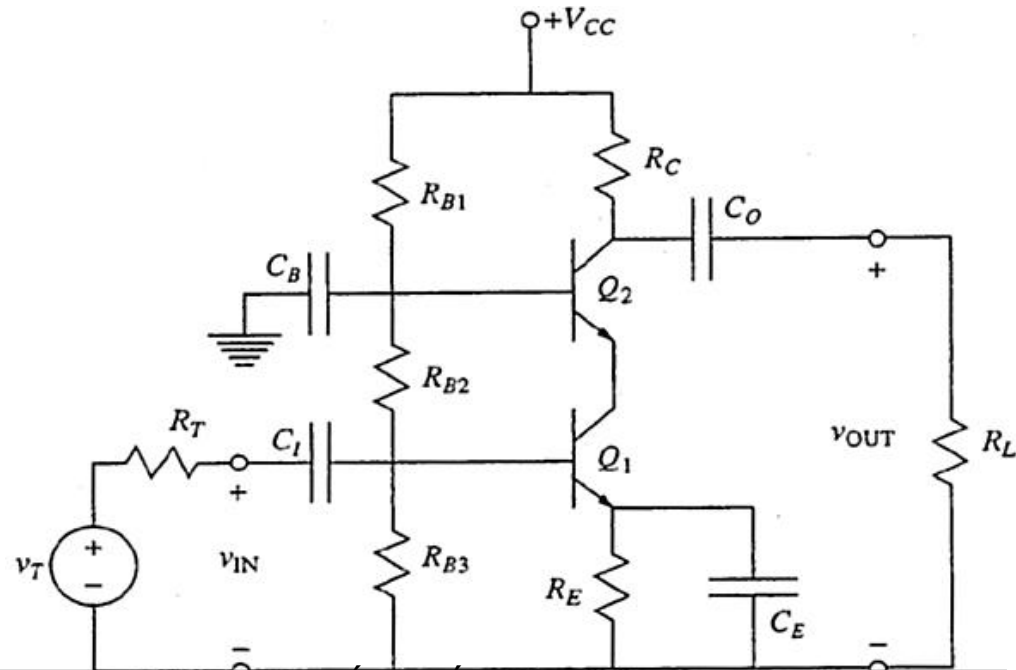 +V_CC
R_B1
R_C
C_O
+
C_B
Q_2
R_B2
R_T
C_I
+
Q_1
v_OUT
R_L
v_T
+
−
v_IN
R_B3
R_E
C_E
−
−